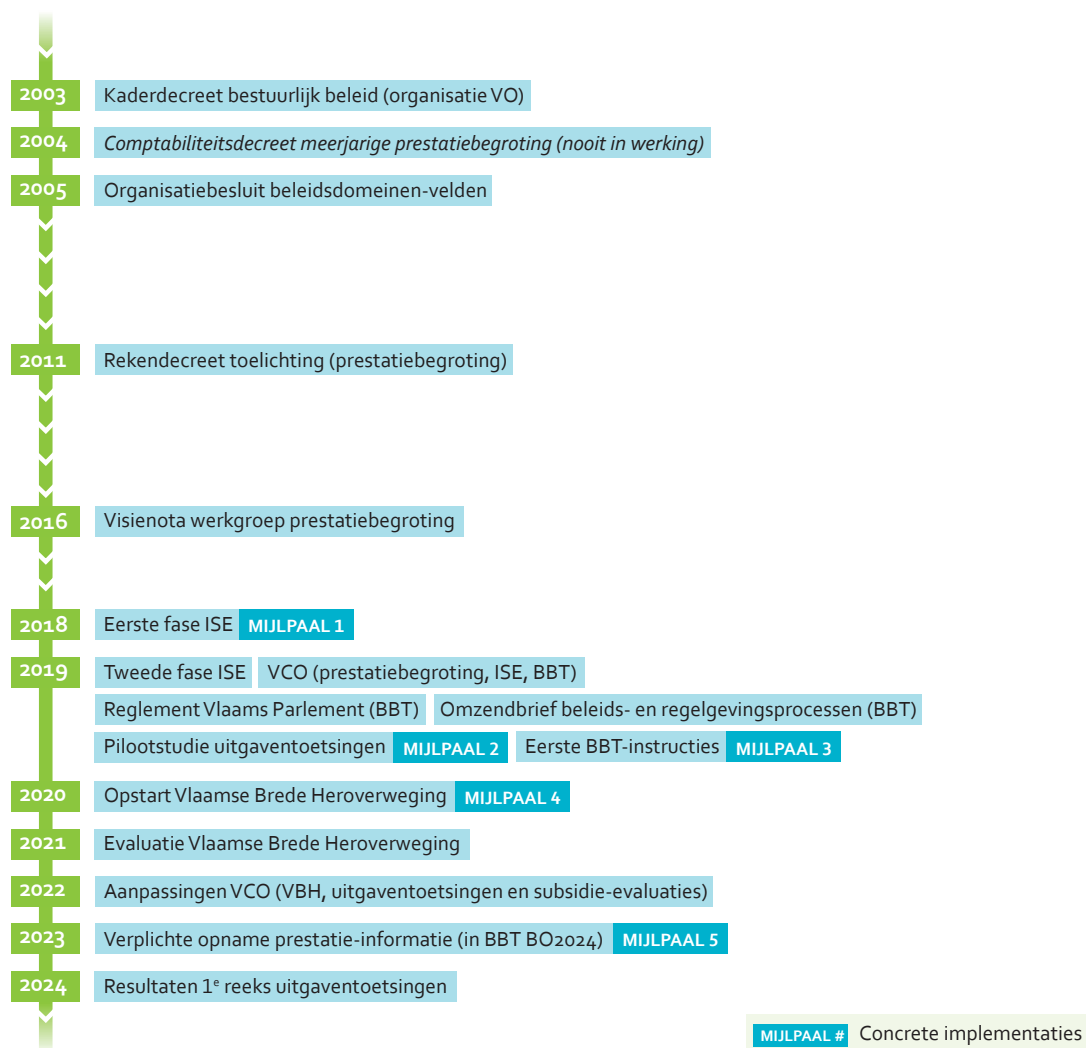 2003 Kaderdecreet bestuurlijk beleid (organisatie VO)
2004 Comptabiliteitsdecreet meerjarige prestatiebegroting (nooit in werking)
2005 Organisatiebesluit beleidsdomeinen-velden
2011 Rekendecreet toelichting (prestatiebegroting)
2016 Visienota werkgroep prestatiebegroting
2018 Eerste fase ISE MIJLPAAL 1
2019 Tweede fase ISE VCO (prestatiebegroting, ISE, BBT)
Reglement Vlaams Parlement (BBT) Omzendbrief beleids- en regelgevingsprocessen (BBT)
Pilootstudie uitgaventoetsingen MIJLPAAL 2 Eerste BBT-instructies MIJLPAAL 3
2020 Opstart Vlaamse Brede Heroverweging MIJLPAAL 4
2021 Evaluatie Vlaamse Brede Heroverweging
2022 Aanpassingen VCO (VBH, uitgaventoetsingen en subsidie-evaluaties)
2023 Verplichte opname prestatie-informatie (in BBT BO2024) MIJLPAAL 5
2024 Resultaten 1e reeks uitgaventoetsingen
MIJLPAAL # Concrete implementaties